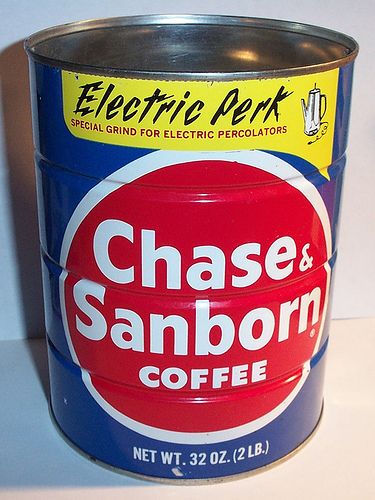 Electric Perk
SPECIAL GRIND FOR ELECTRIC PERCOLATORS
Chase &
Sanborn®
COFFEE
NET WT. 32 OZ. (2 LB.)